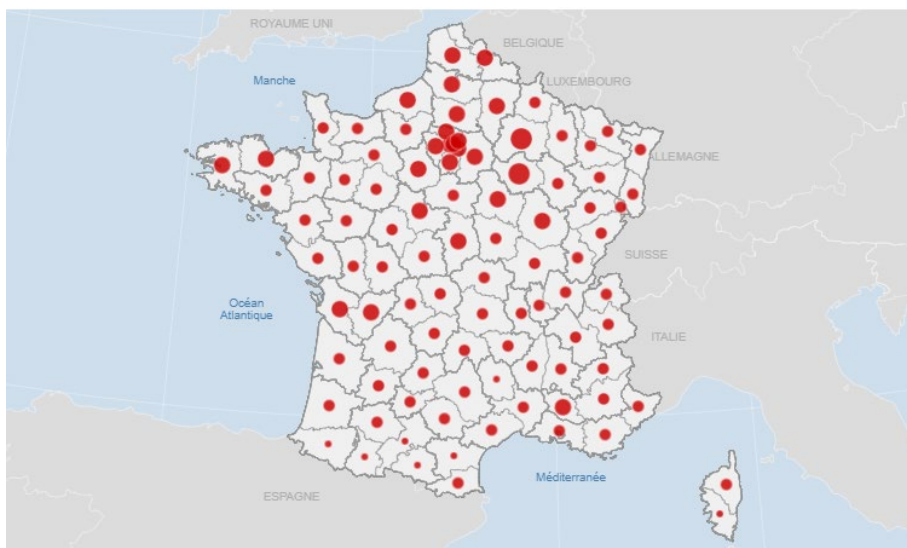 ROYAUME UNI
BELGIQUE
Manche
LUXEMBOURG
ALLEMAGNE
SUISSE
Océan
Atlantique
ITALIE
Méditerranée
ESPAGNE